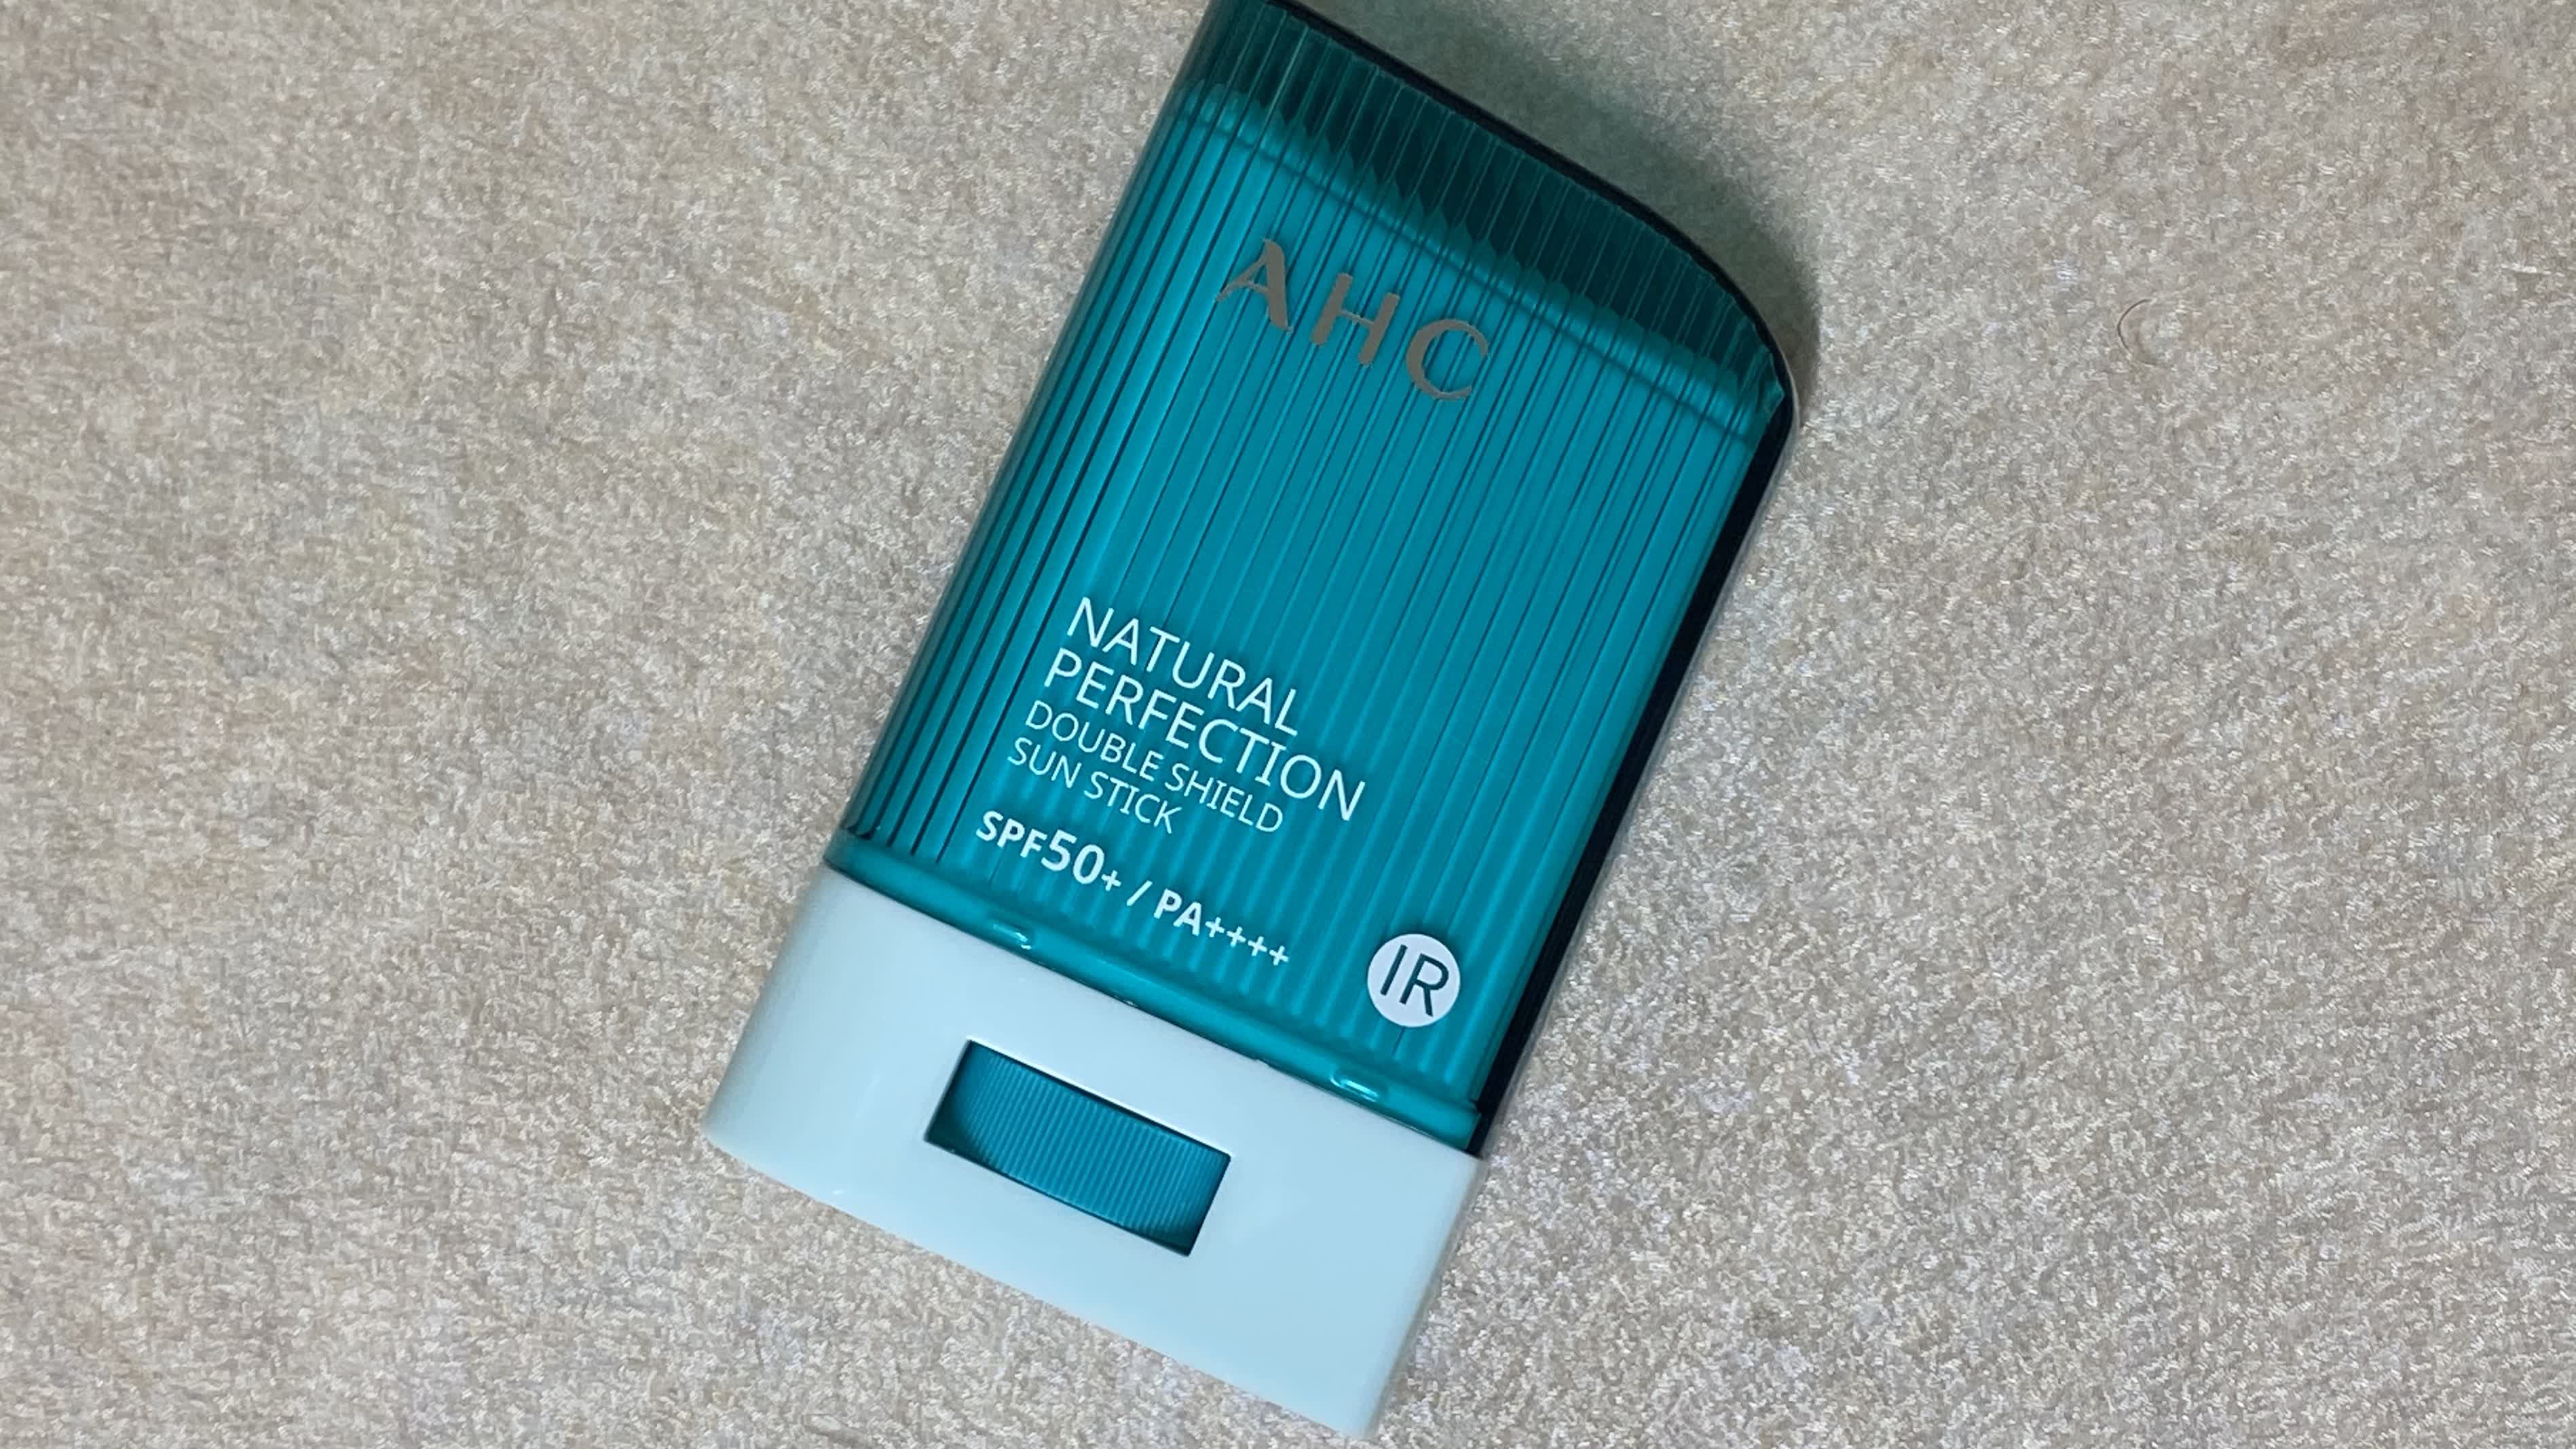 AHC
NATURAL
PERFECTION
DOUBLE SHIELD
SUN STICK
SPF50+ / PA++++
IR